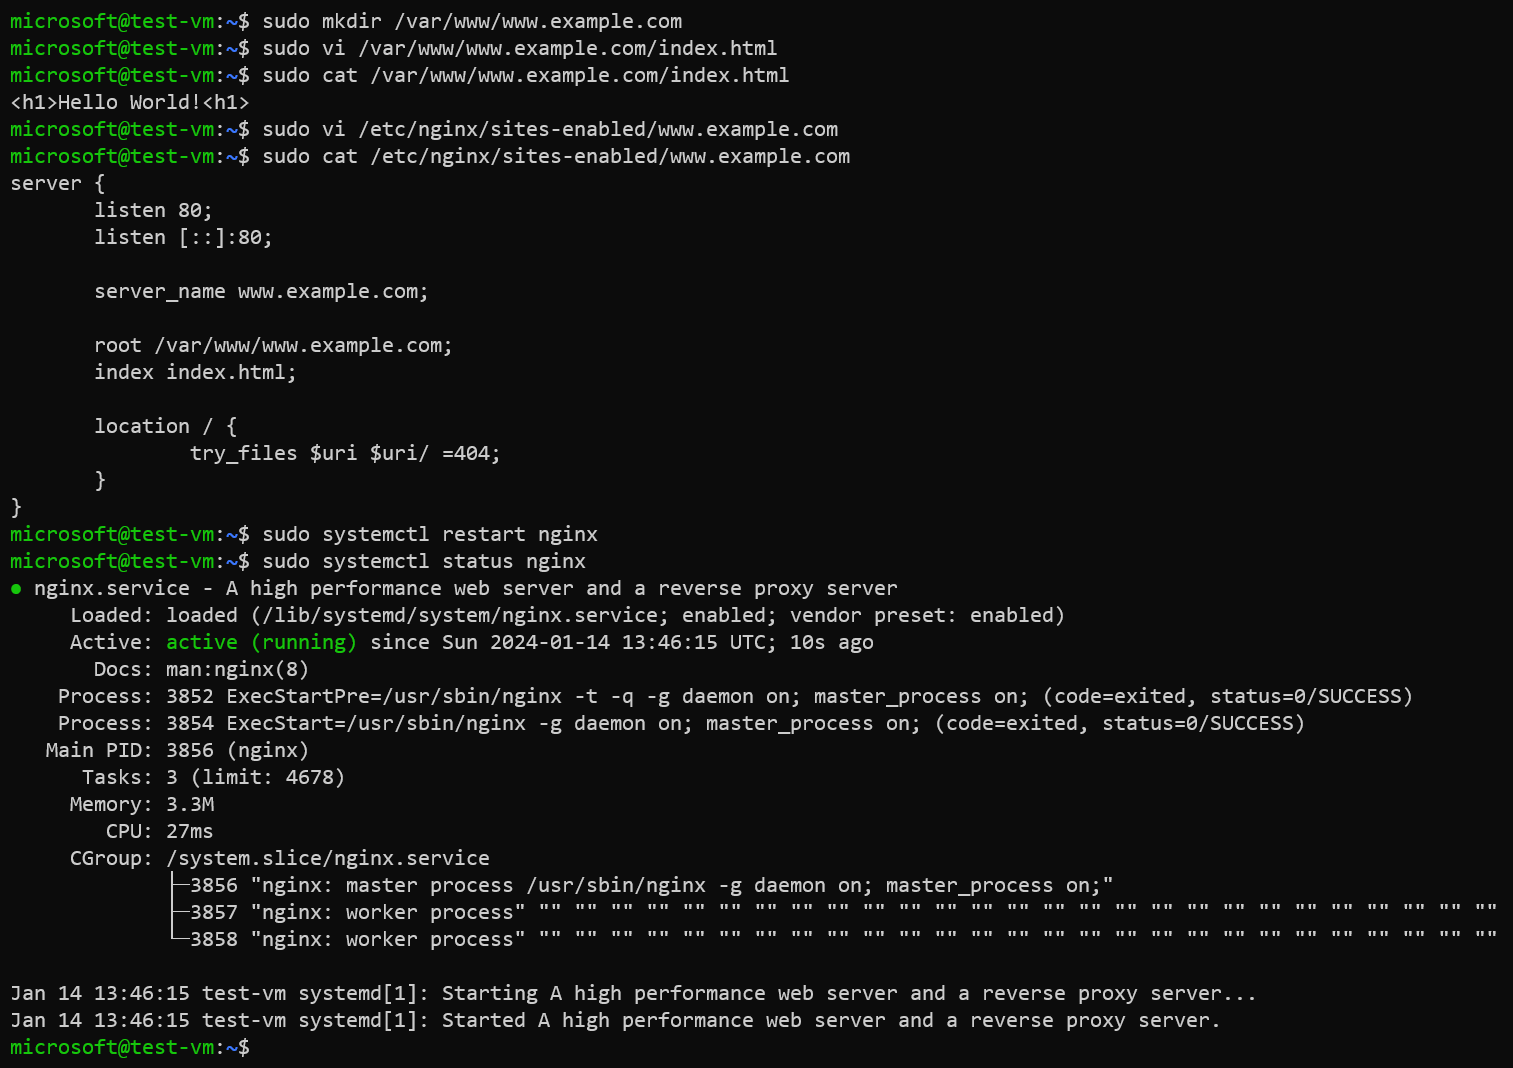 microsoft@test-vm:~$ sudo mkdir /var/www/www.example.com
microsoft@test-vm:~$ sudo vi /var/www/www.example.com/index.html
microsoft@test-vm:~$ sudo cat /var/www/www.example.com/index.html
<h1>Hello World!<h1>
microsoft@test-vm:~$ sudo vi /etc/nginx/sites-enabled/www.example.com
microsoft@test-vm:~$ sudo cat /etc/nginx/sites-enabled/www.example.com
server {
       listen 80;
       listen [::]:80;

       server_name www.example.com;

       root /var/www/www.example.com;
       index index.html;

       location / {
               try_files $uri $uri/ =404;
       }
}
microsoft@test-vm:~$ sudo systemctl restart nginx
microsoft@test-vm:~$ sudo systemctl status nginx
● nginx.service - A high performance web server and a reverse proxy server
     Loaded: loaded (/lib/systemd/system/nginx.service; enabled; vendor preset: enabled)
     Active: active (running) since Sun 2024-01-14 13:46:15 UTC; 10s ago
       Docs: man:nginx(8)
    Process: 3852 ExecStartPre=/usr/sbin/nginx -t -q -g daemon on; master_process on; (code=exited, status=0/SUCCESS)
    Process: 3854 ExecStart=/usr/sbin/nginx -g daemon on; master_process on; (code=exited, status=0/SUCCESS)
   Main PID: 3856 (nginx)
      Tasks: 3 (limit: 4678)
     Memory: 3.3M
        CPU: 27ms
     CGroup: /system.slice/nginx.service
             ├─3856 "nginx: master process /usr/sbin/nginx -g daemon on; master_process on;"
             ├─3857 "nginx: worker process" "" "" "" "" "" "" "" "" "" "" "" "" "" "" "" "" "" "" "" "" "" "" "" "" "" "" ""
             └─3858 "nginx: worker process" "" "" "" "" "" "" "" "" "" "" "" "" "" "" "" "" "" "" "" "" "" "" "" "" "" "" ""

Jan 14 13:46:15 test-vm systemd[1]: Starting A high performance web server and a reverse proxy server...
Jan 14 13:46:15 test-vm systemd[1]: Started A high performance web server and a reverse proxy server.
microsoft@test-vm:~$